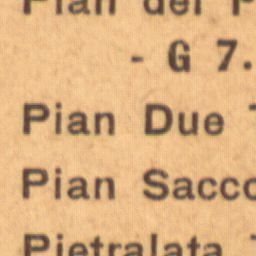 Pian del
- G 7.
Pian Due
Pian Sacco
Pietralata